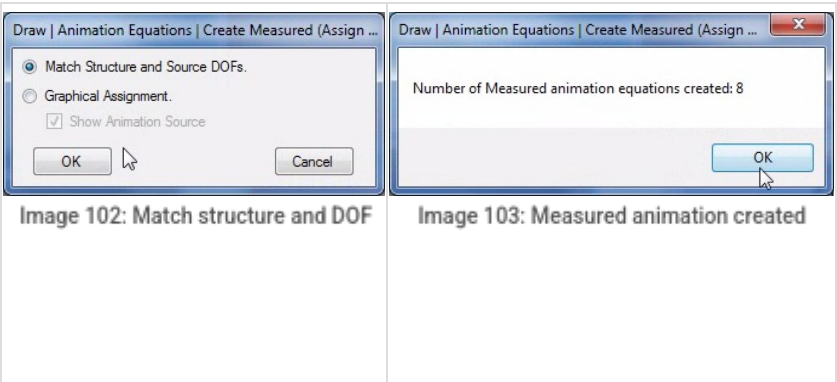 Draw | Animation Equations | Create Measured (Assign ...
Match Structure and Source DOFs.
Graphical Assignment.
Show Animation Source
OK
Cancel
Image 102: Match structure and DOF
Draw | Animation Equations | Create Measured (Assign ...
Number of Measured animation equations created: 8
OK
Image 103: Measured animation created